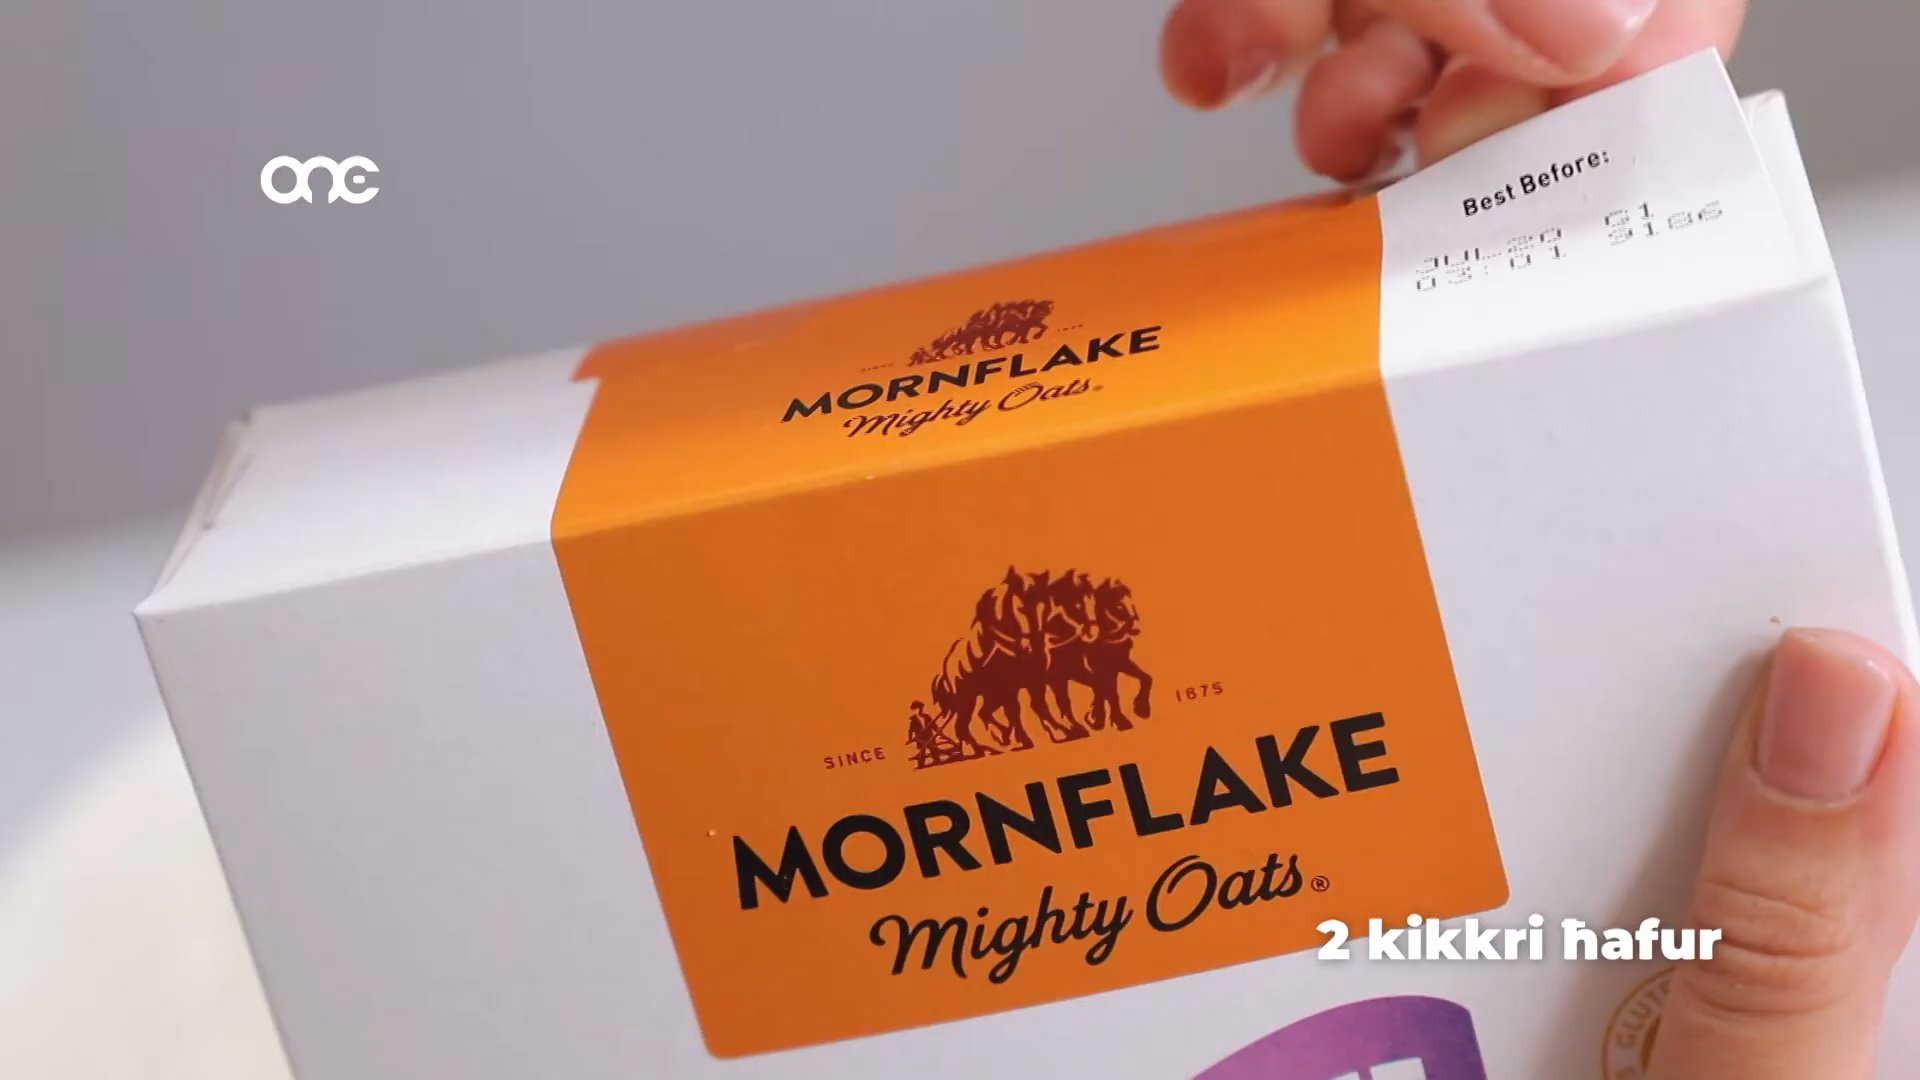 one
Best Before:
MORNFLAKE
Mighty Oats
SINCE 1675
MORNFLAKE
Mighty Oats®
2 kikkri ħafur